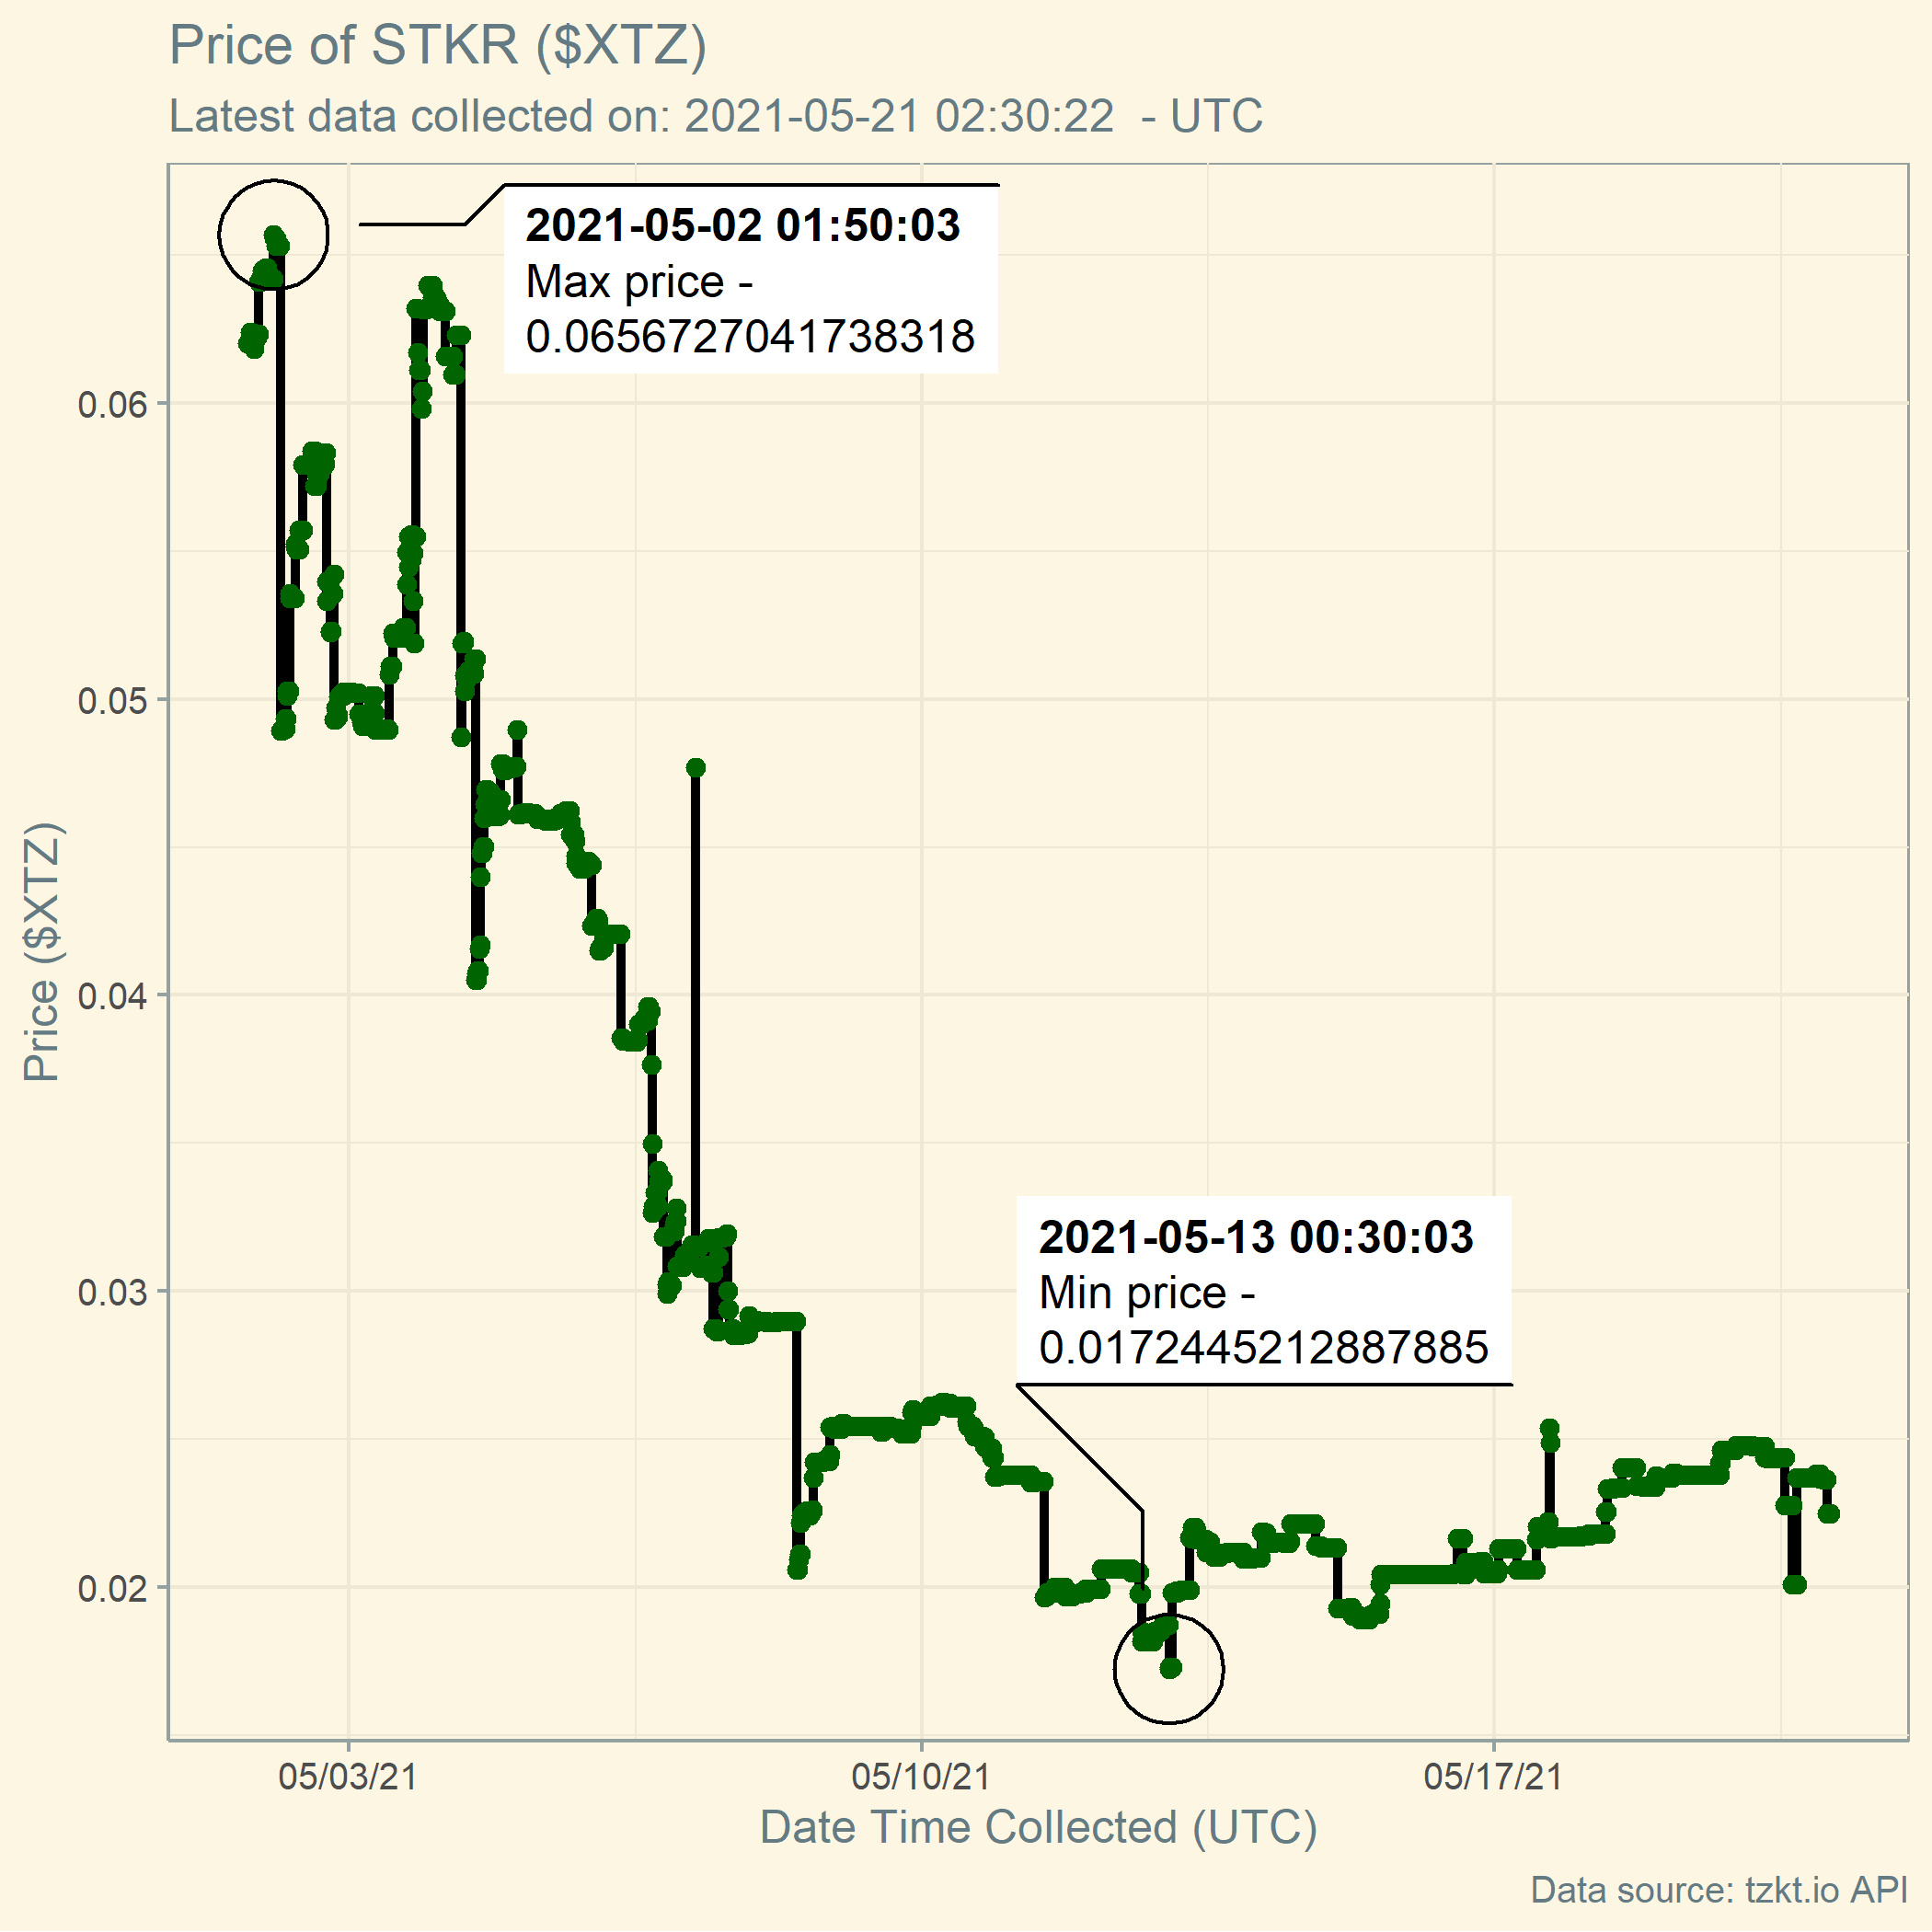 Price of STKR ($XTZ)
Latest data collected on: 2021-05-21 02:30:22  - UTC
2021-05-02 01:50:03
Max price -
0.0656727041738318
0.06
0.05
Price ($XTZ)
0.04
2021-05-13 00:30:03
Min price -
0.0172445212887885
0.03
0.02
05/03/21
05/10/21
05/17/21
Date Time Collected (UTC)
Data source: tzkt.io API